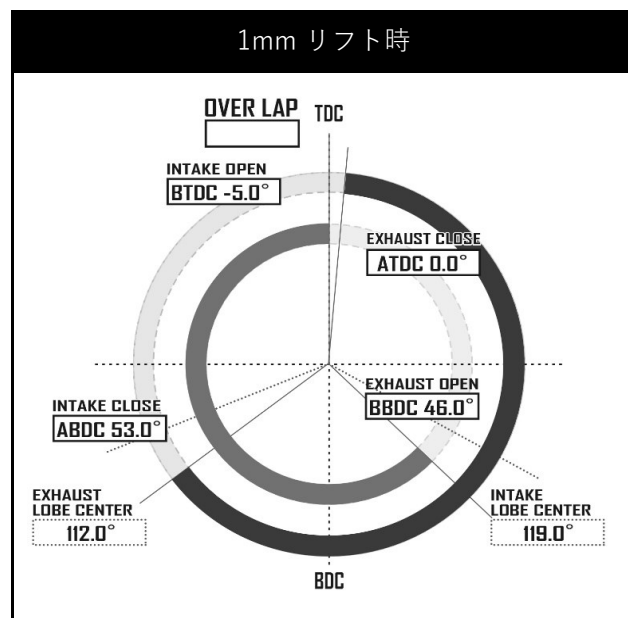 1mm リフト時
OVER LAP
TDC
INTAKE OPEN
BTDC -5.0°
EXHAUST CLOSE
ATDC 0.0°
INTAKE CLOSE
ABDC 53.0°
EXHAUST OPEN
BBDC 46.0°
EXHAUST
LOBE CENTER
112.0°
INTAKE
LOBE CENTER
119.0°
BDC